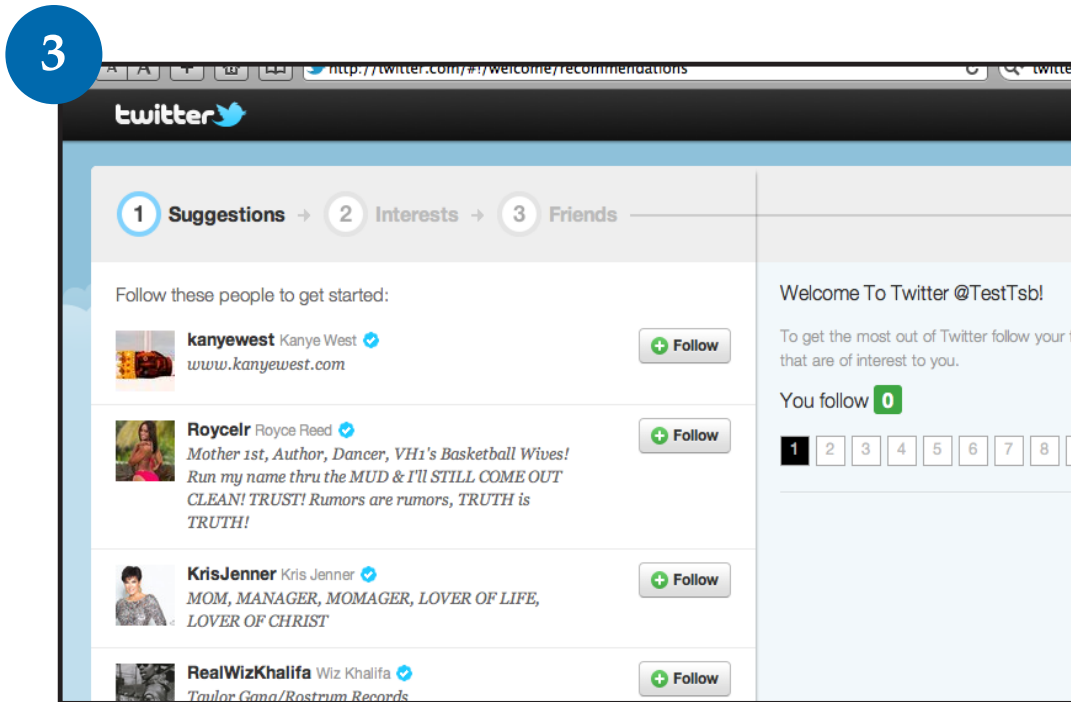 3
A A + http://twitter.com/#!/welcome/recommendations C twitte
twitter
1 Suggestions → 2 Interests → 3 Friends
Follow these people to get started:
kanyewest Kanye West
www.kanyewest.com
Follow
Roycelr Royce Reed
Mother 1st, Author, Dancer, VH1's Basketball Wives!
Run my name thru the MUD & I'll STILL COME OUT
CLEAN! TRUST! Rumors are rumors, TRUTH is
TRUTH!
Follow
KrisJenner Kris Jenner
MOM, MANAGER, MOMAGER, LOVER OF LIFE,
LOVER OF CHRIST
Follow
RealWizKhalifa Wiz Khalifa
Taylor Gang/Rostrum Records
Follow
Welcome To Twitter @TestTsb!
To get the most out of Twitter follow your
that are of interest to you.
You follow 0
1 2 3 4 5 6 7 8